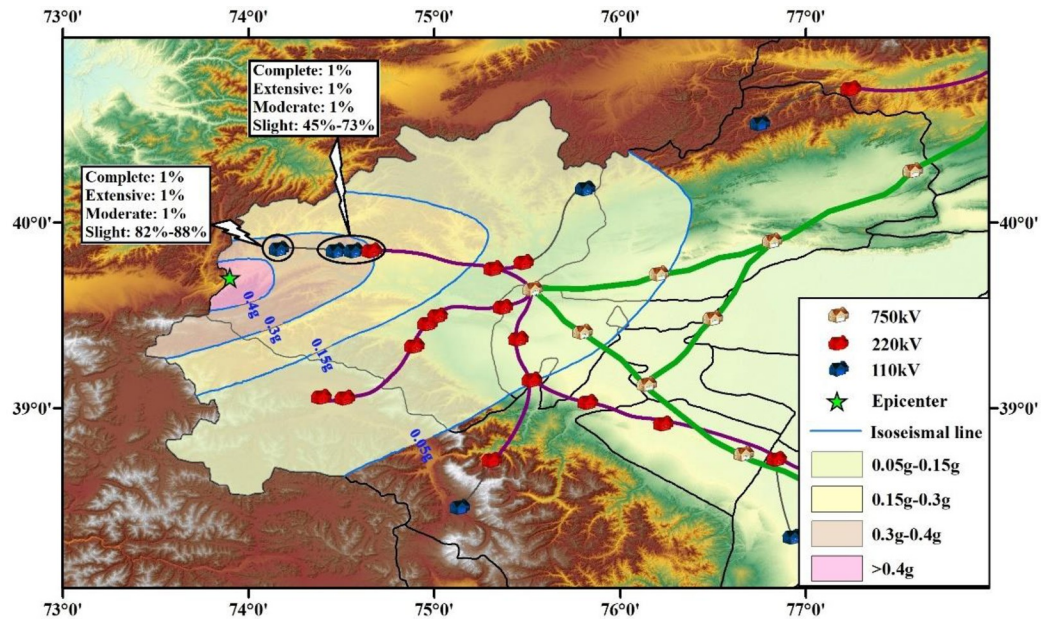 73°0' 74°0' 75°0' 76°0' 77°0'
Complete: 1%
Extensive: 1%
Moderate: 1%
Slight: 45%-73%
Complete: 1%
Extensive: 1%
Moderate: 1%
Slight: 82%-88%
40°0' 40°0'
0.4g
0.3g
0.15g
0.05g
39°0' 39°0'
750kV
220kV
110kV
Epicenter
Isoseismal line
0.05g-0.15g
0.15g-0.3g
0.3g-0.4g
>0.4g
73°0' 74°0' 75°0' 76°0' 77°0'